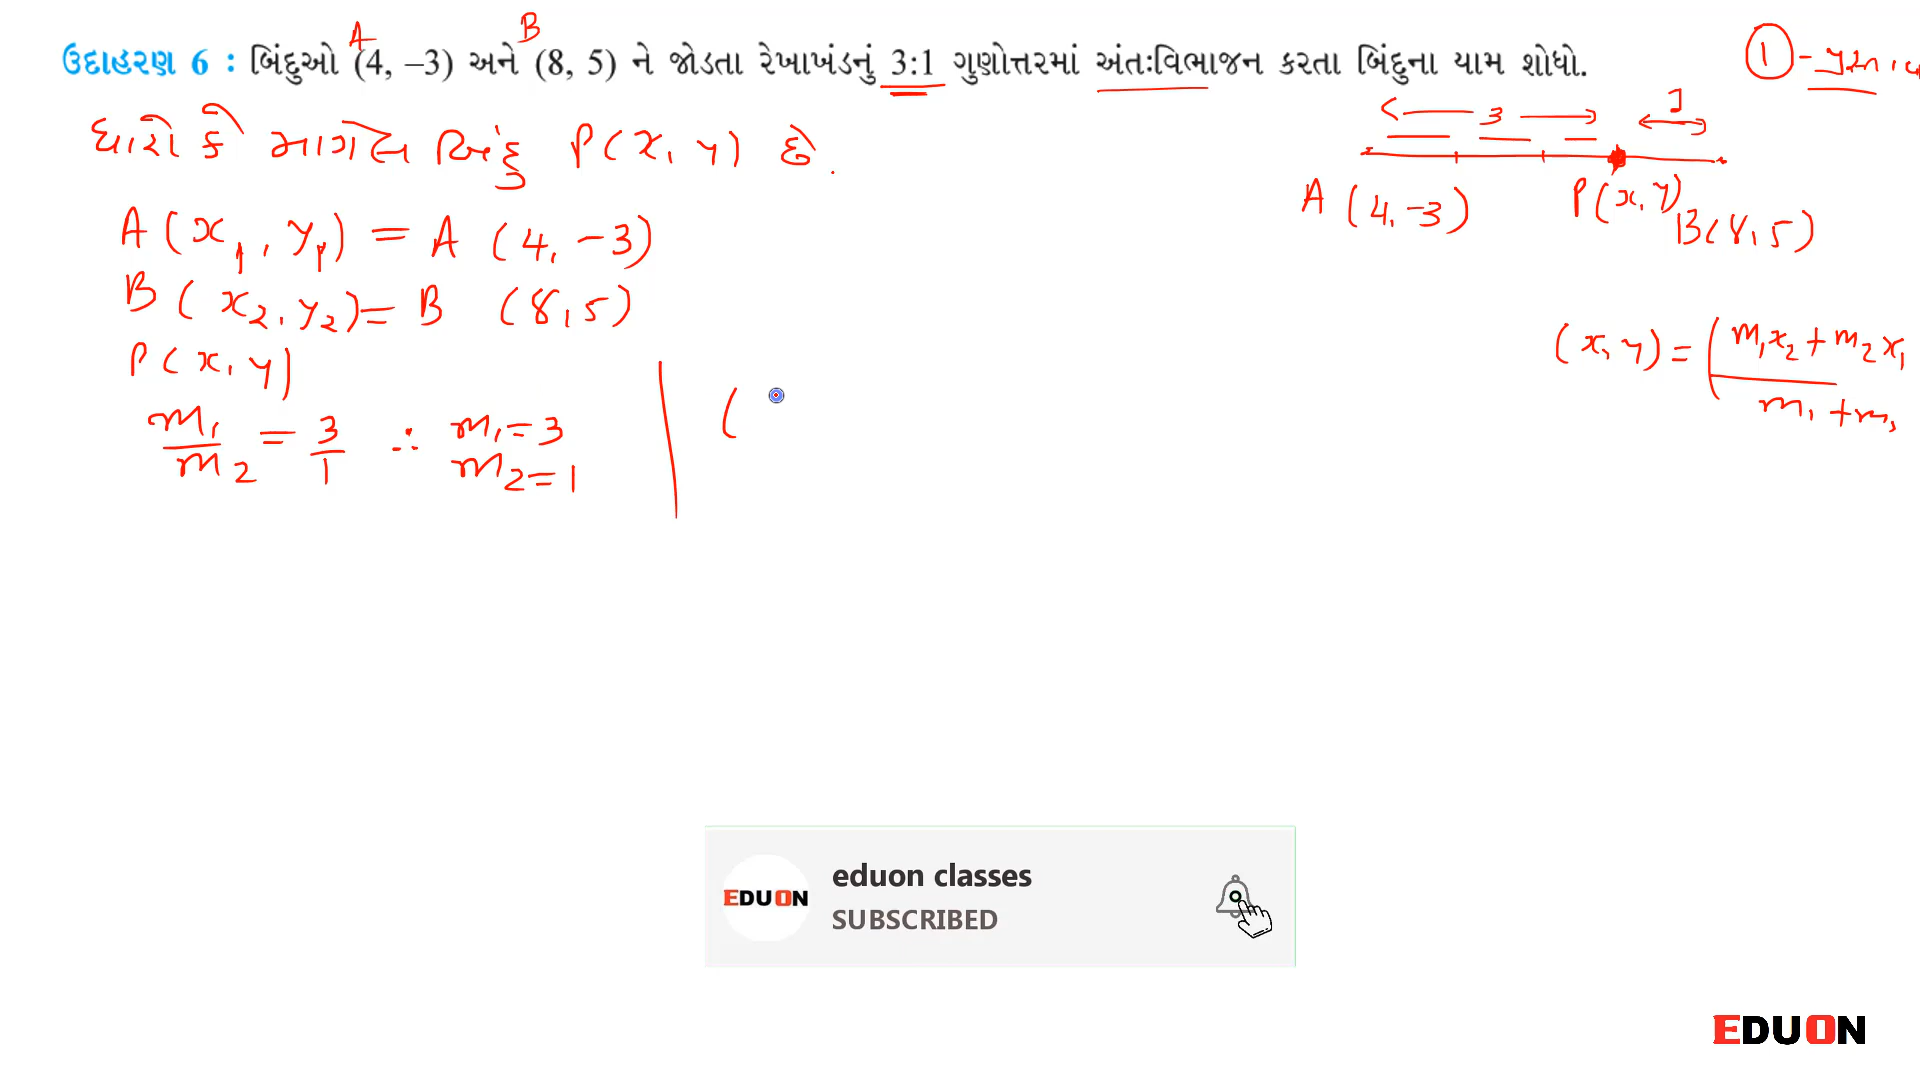 ઉદાહરણ 6 : બિંદુઓ (4, –3) અને (8, 5) ને જોડતા રેખાખંડનું 3:1 ગુણોત્તરમાં અંતઃવિભાજન કરતા બિંદુના યામ શોધો.
A B
1 -
ધારો કે માગેલ બિંદુ P(x, y) છે.
< 3 > 1
A (4, -3) P(x, y) B(8, 5)
A (x₁, y₁) = A (4, -3)
B (x₂, y₂) = B (8, 5)
P(x, y)
m₁/m₂ = 3/1 ∴ m₁ = 3
m₂ = 1
(
(x, y) = (m₁x₂ + m₂x₁
m₁ + m₂
eduon classes
EDUON
SUBSCRIBED
EDUON